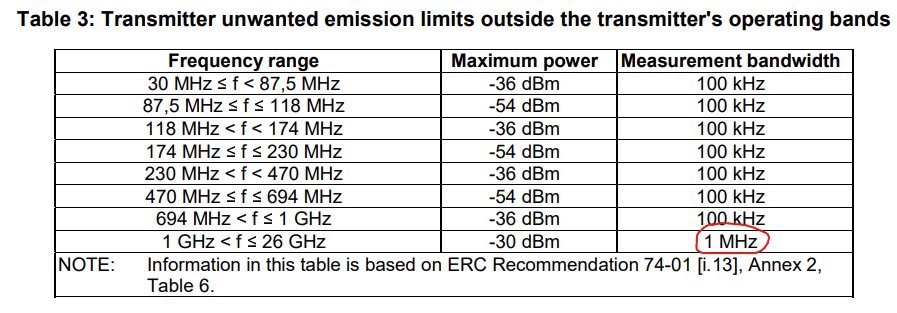 Table 3: Transmitter unwanted emission limits outside the transmitter's operating bands
Frequency range Maximum power Measurement bandwidth
30 MHz ≤ f < 87,5 MHz -36 dBm 100 kHz
87,5 MHz ≤ f ≤ 118 MHz -54 dBm 100 kHz
118 MHz < f < 174 MHz -36 dBm 100 kHz
174 MHz ≤ f ≤ 230 MHz -54 dBm 100 kHz
230 MHz < f < 470 MHz -36 dBm 100 kHz
470 MHz ≤ f ≤ 694 MHz -54 dBm 100 kHz
694 MHz < f ≤ 1 GHz -36 dBm 100 kHz
1 GHz < f ≤ 26 GHz -30 dBm 1 MHz
NOTE: Information in this table is based on ERC Recommendation 74-01 [i.13], Annex 2,
Table 6.